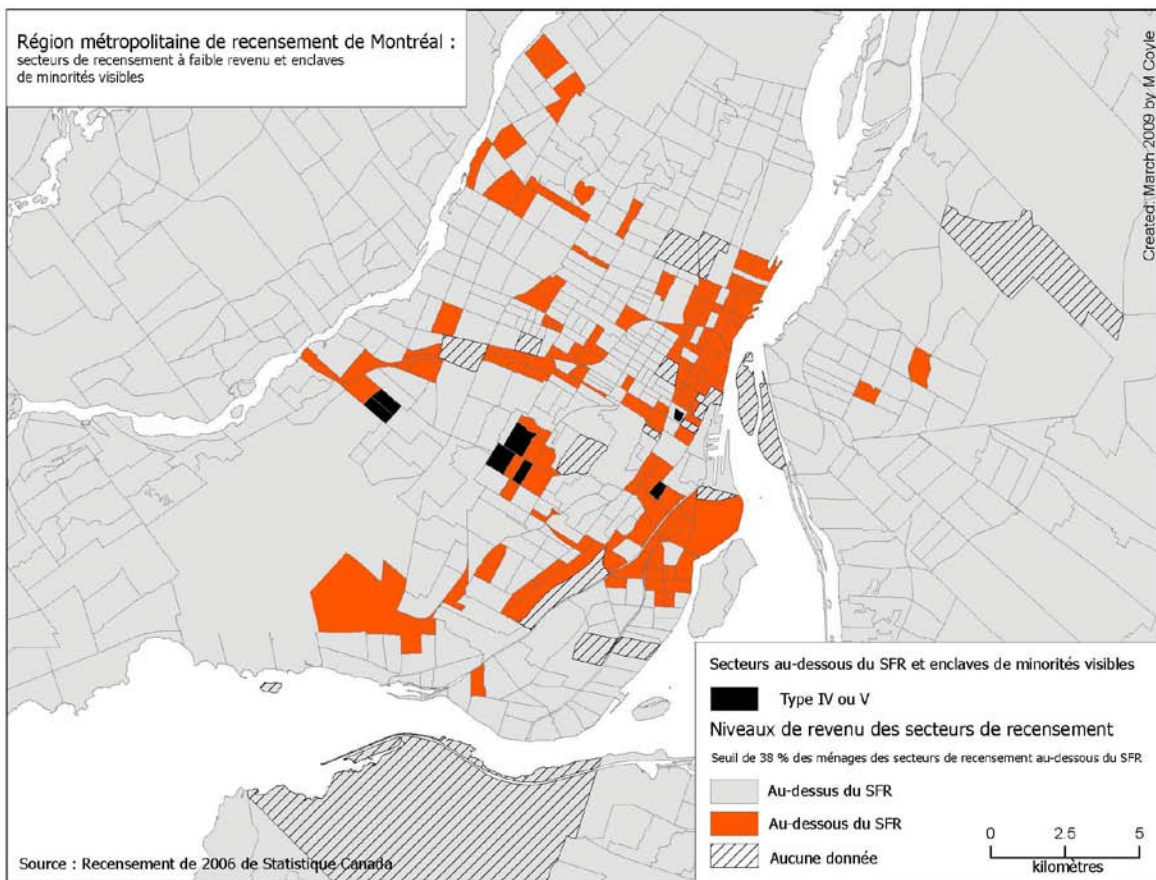 Région métropolitaine de recensement de Montréal :
secteurs de recensement à faible revenu et enclaves
de minorités visibles
Created: March 2009 by M Coyle
Secteurs au-dessous du SFR et enclaves de minorités visibles
Type IV ou V
Niveaux de revenu des secteurs de recensement
Seuil de 38 % des ménages des secteurs de recensement au-dessous du SFR
Au-dessus du SFR
Au-dessous du SFR
Aucune donnée
0 2.5 5
kilomètres
Source : Recensement de 2006 de Statistique Canada